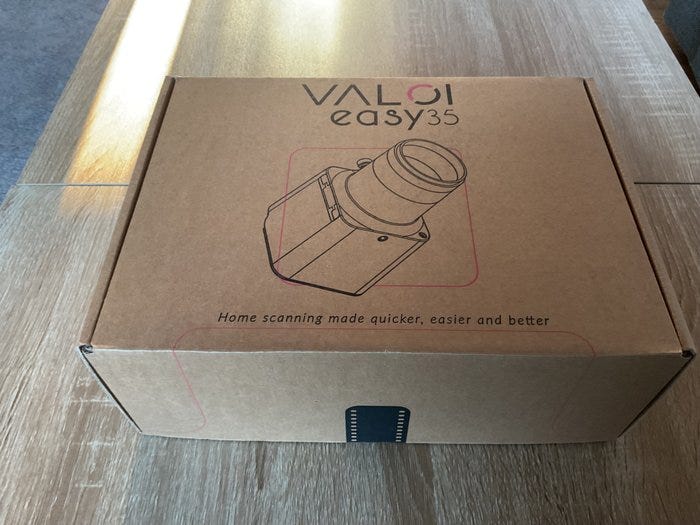 VALOI
easy35
Home scanning made quicker, easier and better